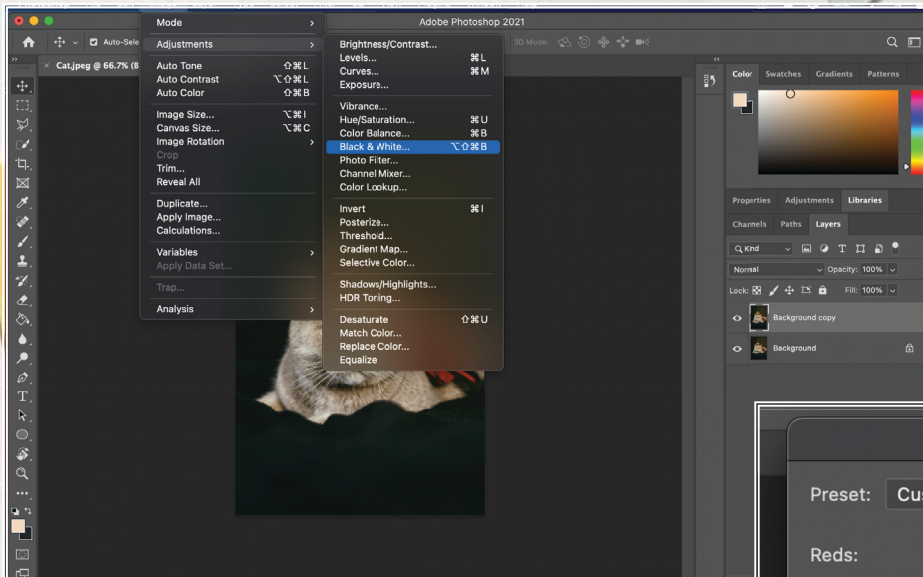 Adobe Photoshop 2021
Auto-Sele
3D Mode:
Cat.jpeg @ 66.7% (B
Mode
Adjustments
Auto Tone ⇧⌘L
Auto Contrast ⌥⇧⌘L
Auto Color ⇧⌘B
Image Size... ⌥⌘I
Canvas Size... ⌥⌘C
Image Rotation
Crop
Trim...
Reveal All
Duplicate...
Apply Image...
Calculations...
Variables
Apply Data Set...
Trap...
Analysis
Brightness/Contrast...
Levels... ⌘L
Curves... ⌘M
Exposure...
Vibrance...
Hue/Saturation... ⌘U
Color Balance... ⌘B
Black & White... ⌥⇧⌘B
Photo Filter...
Channel Mixer...
Color Lookup...
Invert ⌘I
Posterize...
Threshold...
Gradient Map...
Selective Color...
Shadows/Highlights...
HDR Toning...
Desaturate ⇧⌘U
Match Color...
Replace Color...
Equalize
Color Swatches Gradients Patterns
Properties Adjustments Libraries
Channels Paths Layers
Kind
Normal Opacity: 100%
Lock: Fill: 100%
Background copy
Background
Preset: Cu
Reds: